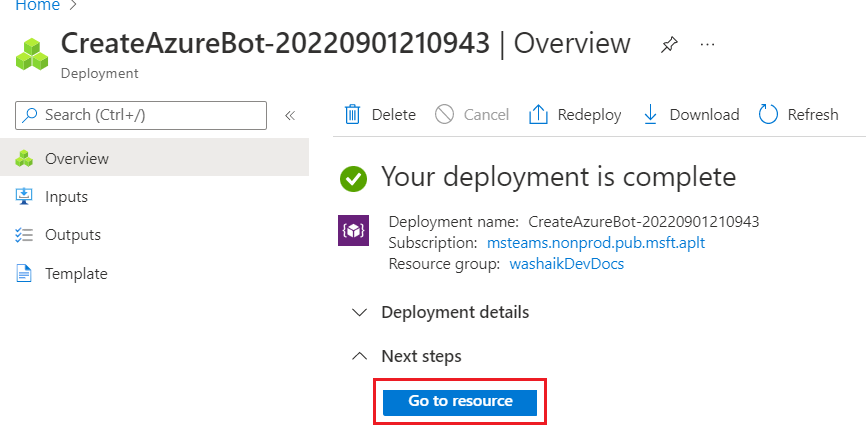 Home >
CreateAzureBot-20220901210943 | Overview ...
Deployment
Search (Ctrl+/) «
Delete Cancel Redeploy Download Refresh
Overview
Inputs
Outputs
Template
Your deployment is complete
Deployment name: CreateAzureBot-20220901210943
Subscription: msteams.nonprod.pub.msft.aplt
Resource group: washaikDevDocs
Deployment details
Next steps
Go to resource